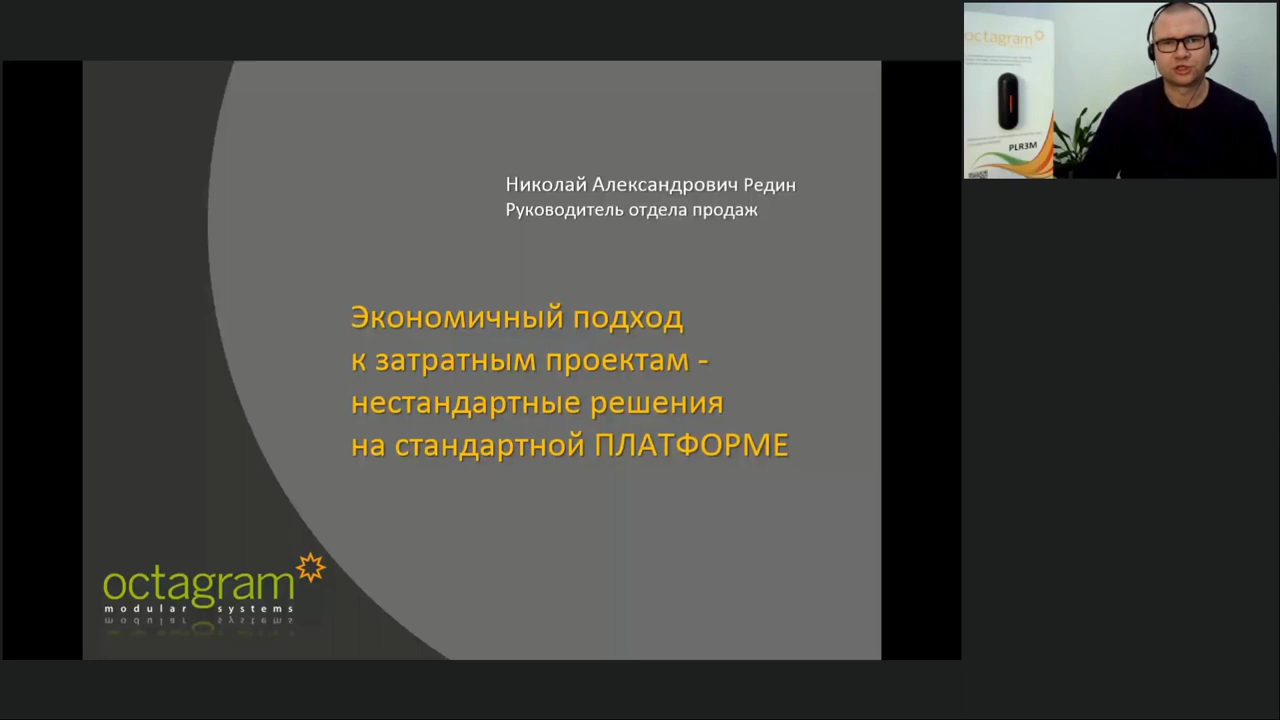 Николай Александрович Редин
Руководитель отдела продаж
Экономичный подход
к затратным проектам -
нестандартные решения
на стандартной ПЛАТФОРМЕ
octagram
modular systems
octagram
PLR3M